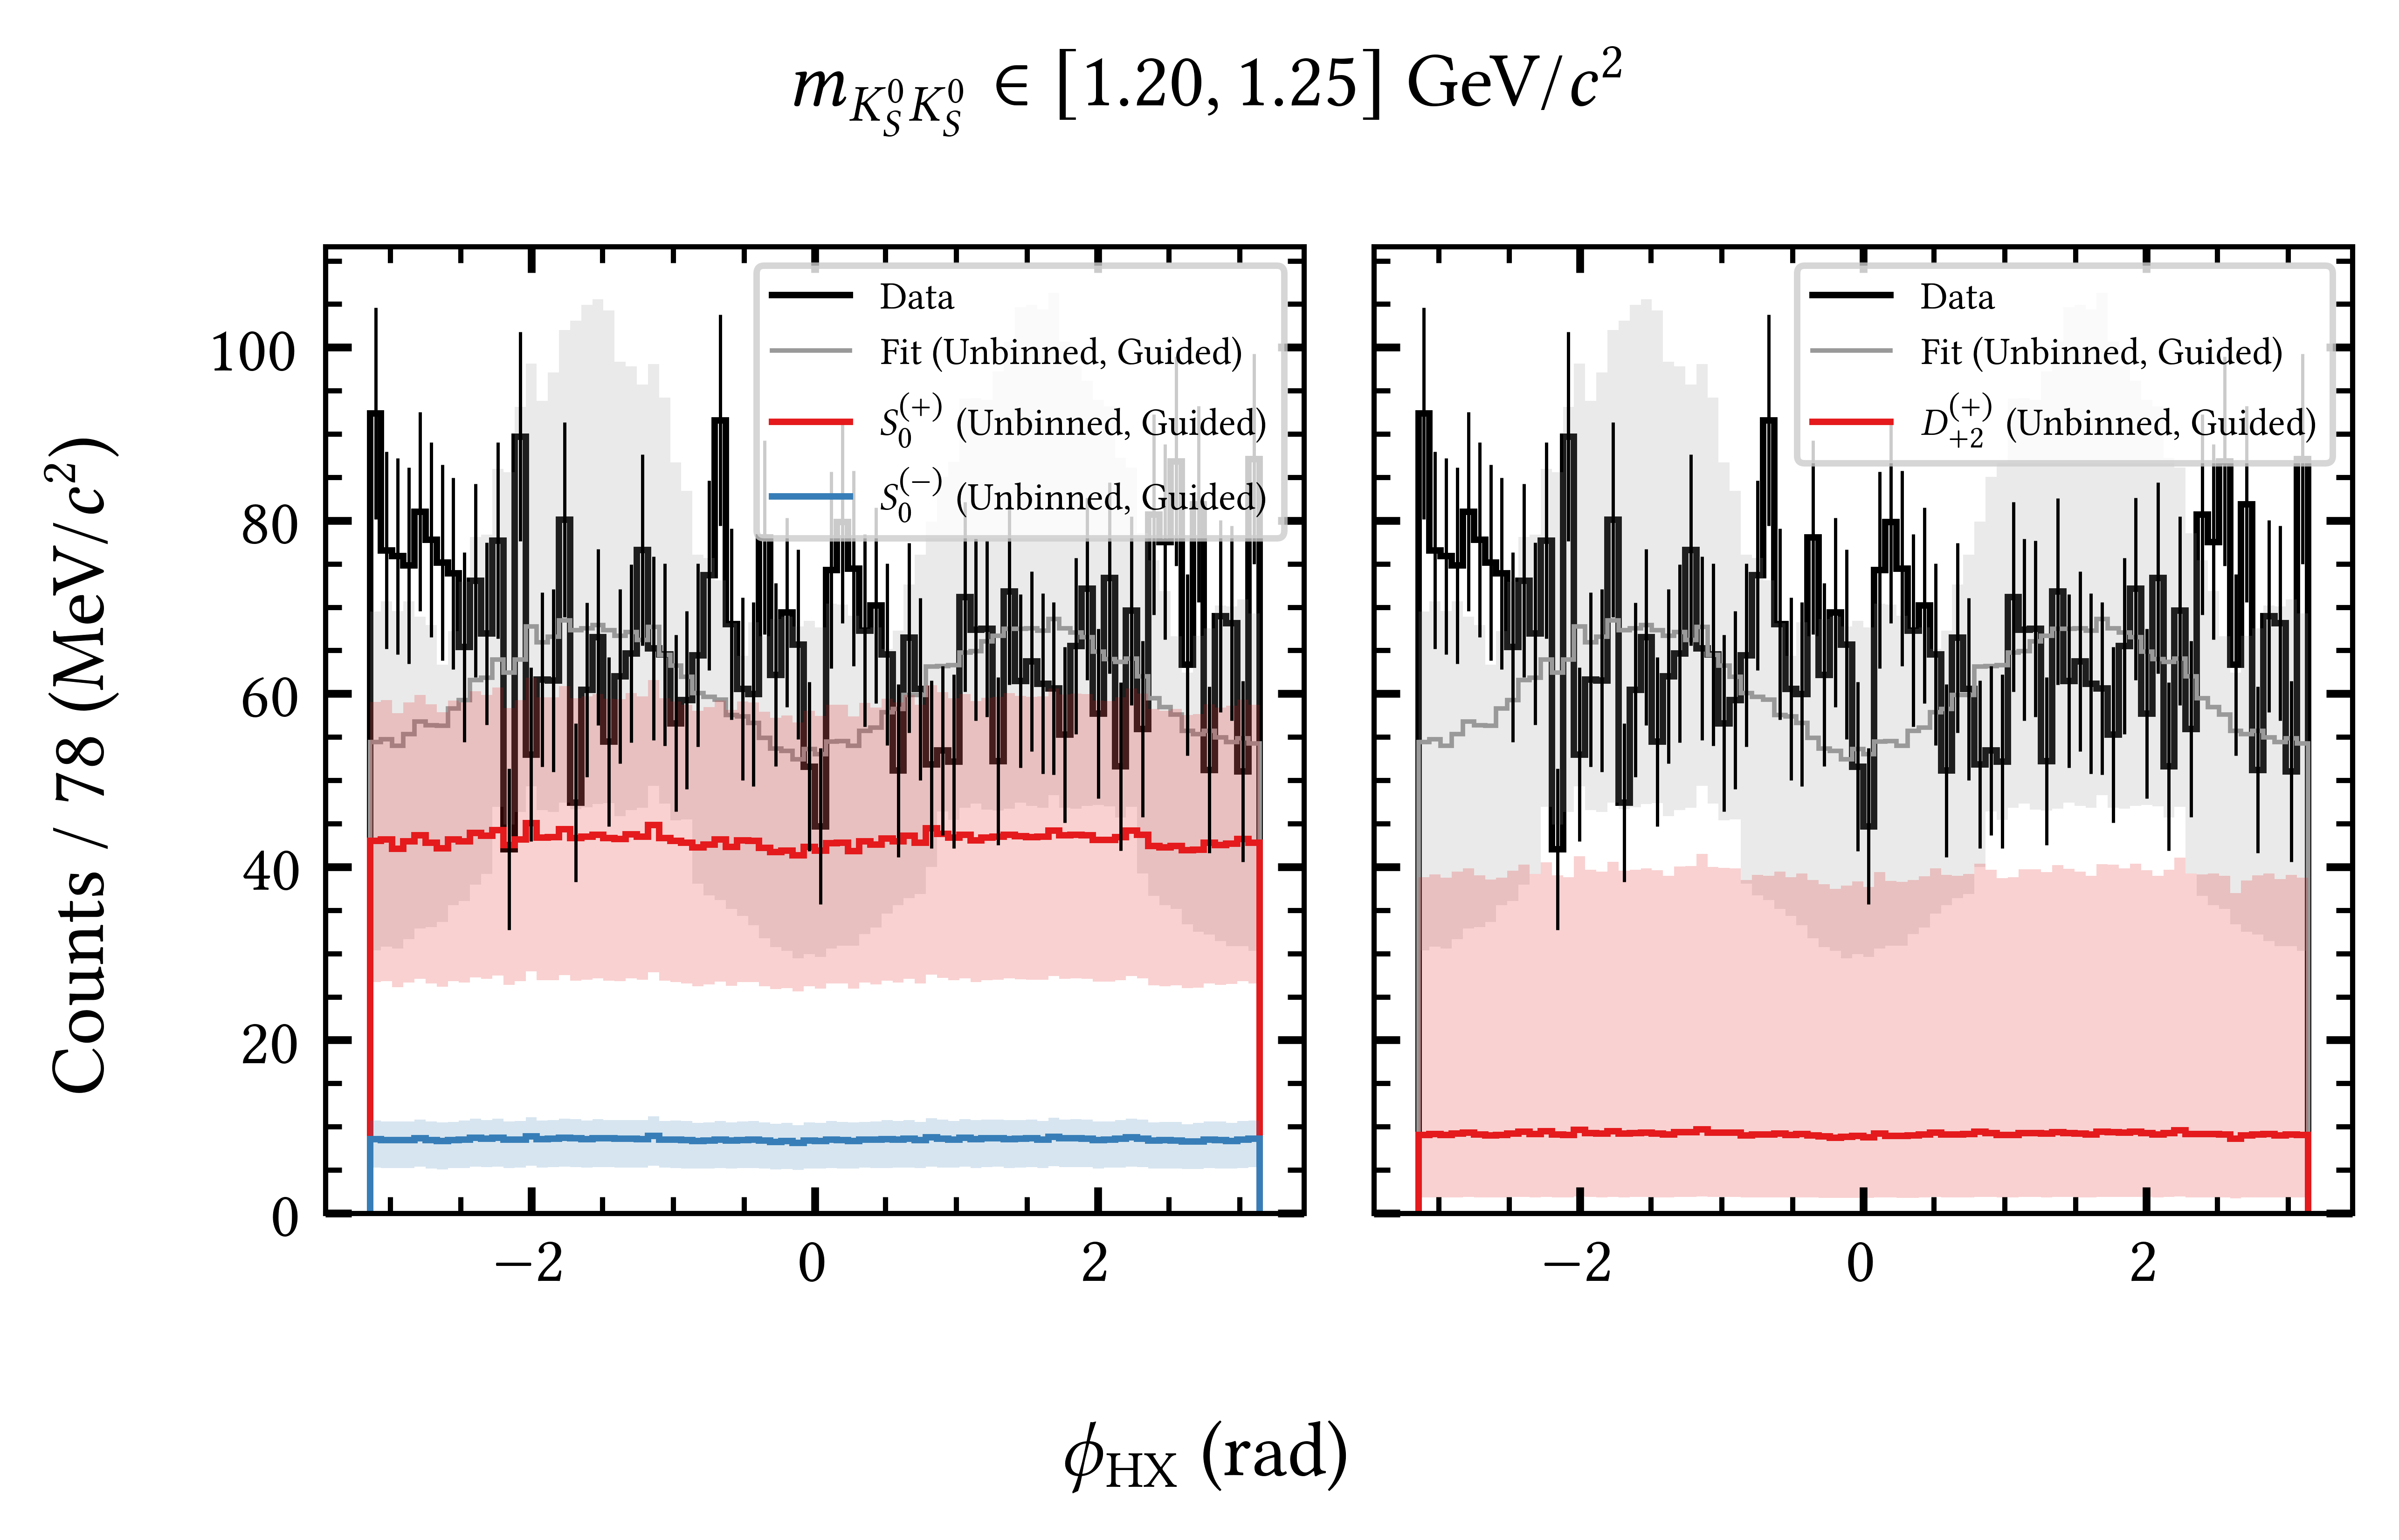 m_{K_S^0 K_S^0} ∈ [1.20, 1.25] GeV/c²
Counts / 78 (MeV/c²)
100
80
60
40
20
0
Data
Fit (Unbinned, Guided)
S_0^{(+)} (Unbinned, Guided)
S_0^{(−)} (Unbinned, Guided)
Data
Fit (Unbinned, Guided)
D_{+2}^{(+)} (Unbinned, Guided)
−2 0 2
−2 0 2
ϕ_{HX} (rad)